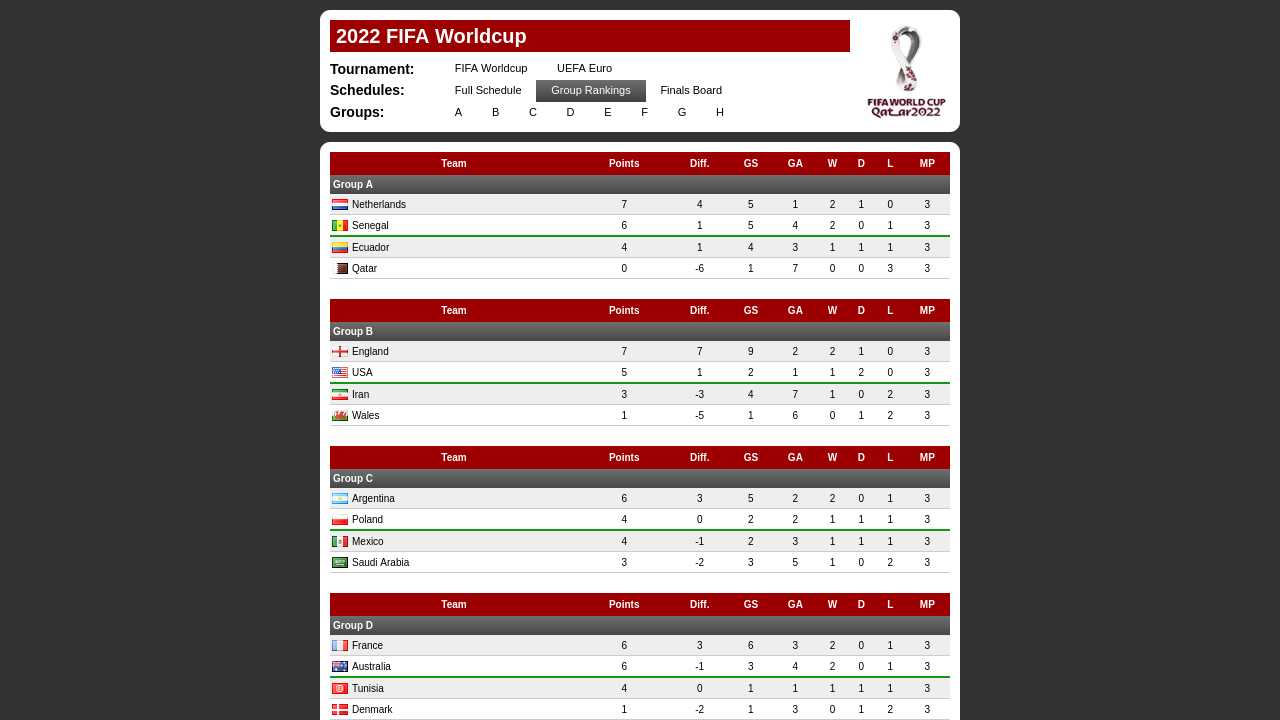 2022 FIFA Worldcup
FIFA WORLD CUP
Qatar2022
Tournament: FIFA Worldcup UEFA Euro
Schedules: Full Schedule Group Rankings Finals Board
Groups: A B C D E F G H
Team Points Diff. GS GA W D L MP
Group A
Netherlands 7 4 5 1 2 1 0 3
Senegal 6 1 5 4 2 0 1 3
Ecuador 4 1 4 3 1 1 1 3
Qatar 0 -6 1 7 0 0 3 3
Team Points Diff. GS GA W D L MP
Group B
England 7 7 9 2 2 1 0 3
USA 5 1 2 1 1 2 0 3
Iran 3 -3 4 7 1 0 2 3
Wales 1 -5 1 6 0 1 2 3
Team Points Diff. GS GA W D L MP
Group C
Argentina 6 3 5 2 2 0 1 3
Poland 4 0 2 2 1 1 1 3
Mexico 4 -1 2 3 1 1 1 3
Saudi Arabia 3 -2 3 5 1 0 2 3
Team Points Diff. GS GA W D L MP
Group D
France 6 3 6 3 2 0 1 3
Australia 6 -1 3 4 2 0 1 3
Tunisia 4 0 1 1 1 1 1 3
Denmark 1 -2 1 3 0 1 2 3